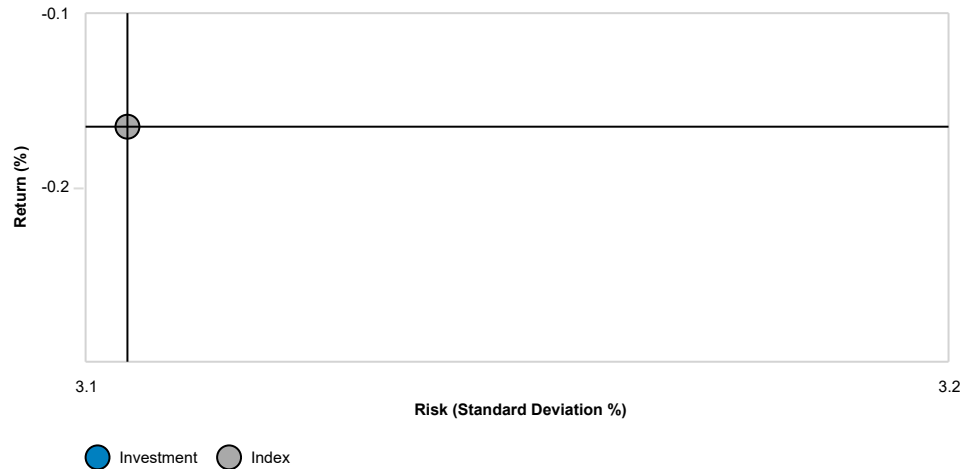 -0.1
Return (%)
-0.2
3.1
3.2
Risk (Standard Deviation %)
Investment
Index